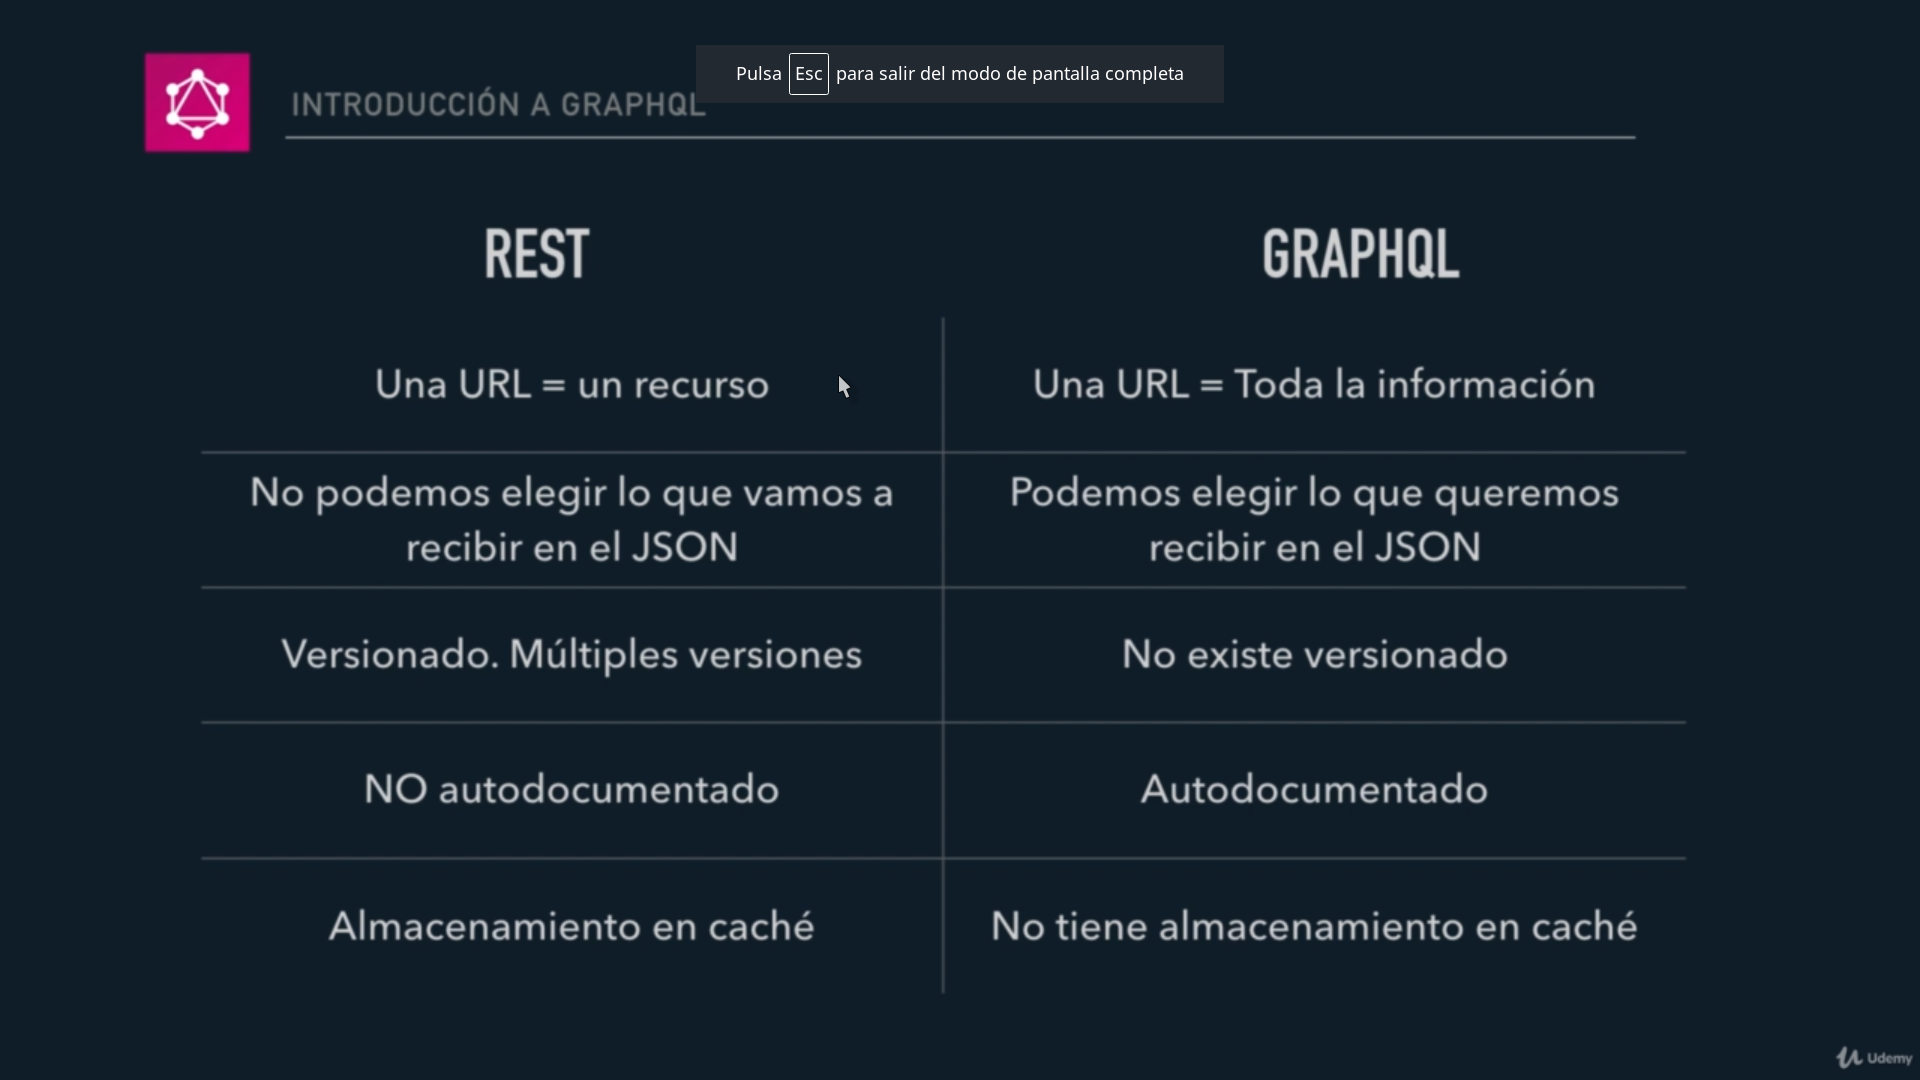 Pulsa Esc para salir del modo de pantalla completa
INTRODUCCIÓN A GRAPHQL
REST
GRAPHQL
Una URL = un recurso
Una URL = Toda la información
No podemos elegir lo que vamos a
recibir en el JSON
Podemos elegir lo que queremos
recibir en el JSON
Versionado. Múltiples versiones
No existe versionado
NO autodocumentado
Autodocumentado
Almacenamiento en caché
No tiene almacenamiento en caché
Udemy